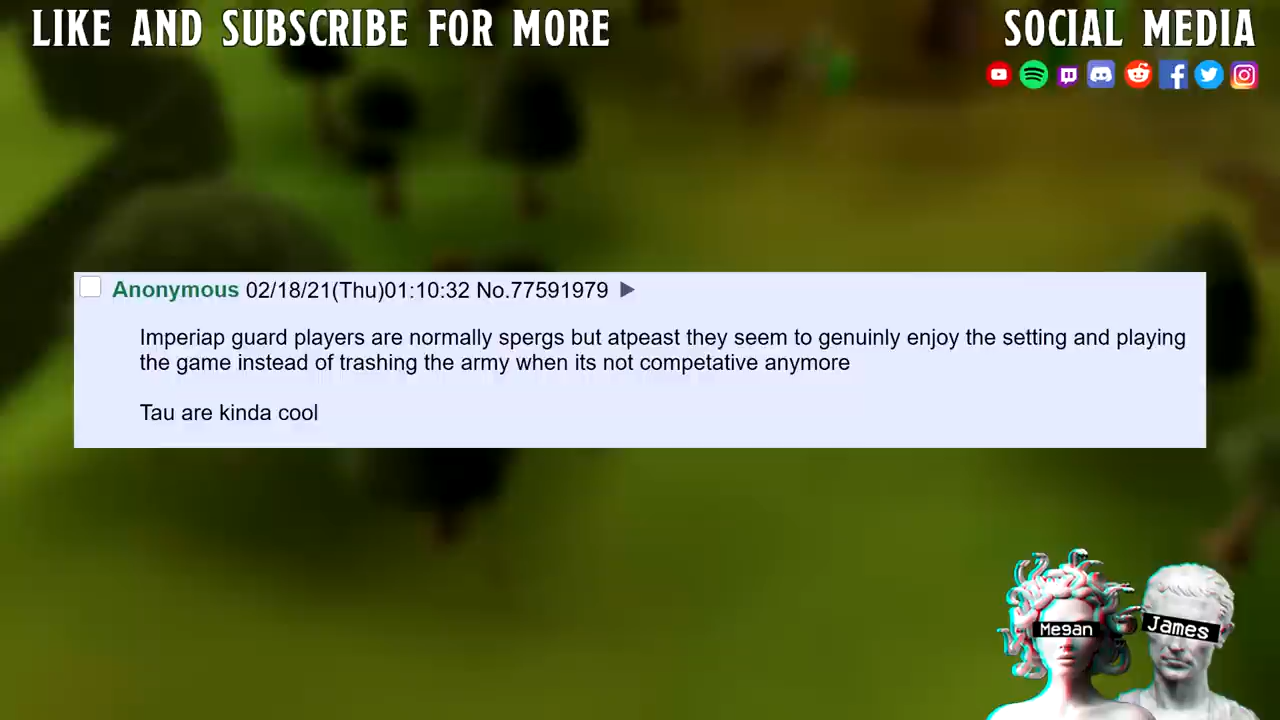 LIKE AND SUBSCRIBE FOR MORE
SOCIAL MEDIA
Anonymous 02/18/21(Thu)01:10:32 No.77591979 ▶
Imperiap guard players are normally spergs but atpeast they seem to genuinly enjoy the setting and playing
the game instead of trashing the army when its not competative anymore
Tau are kinda cool
Megan
James